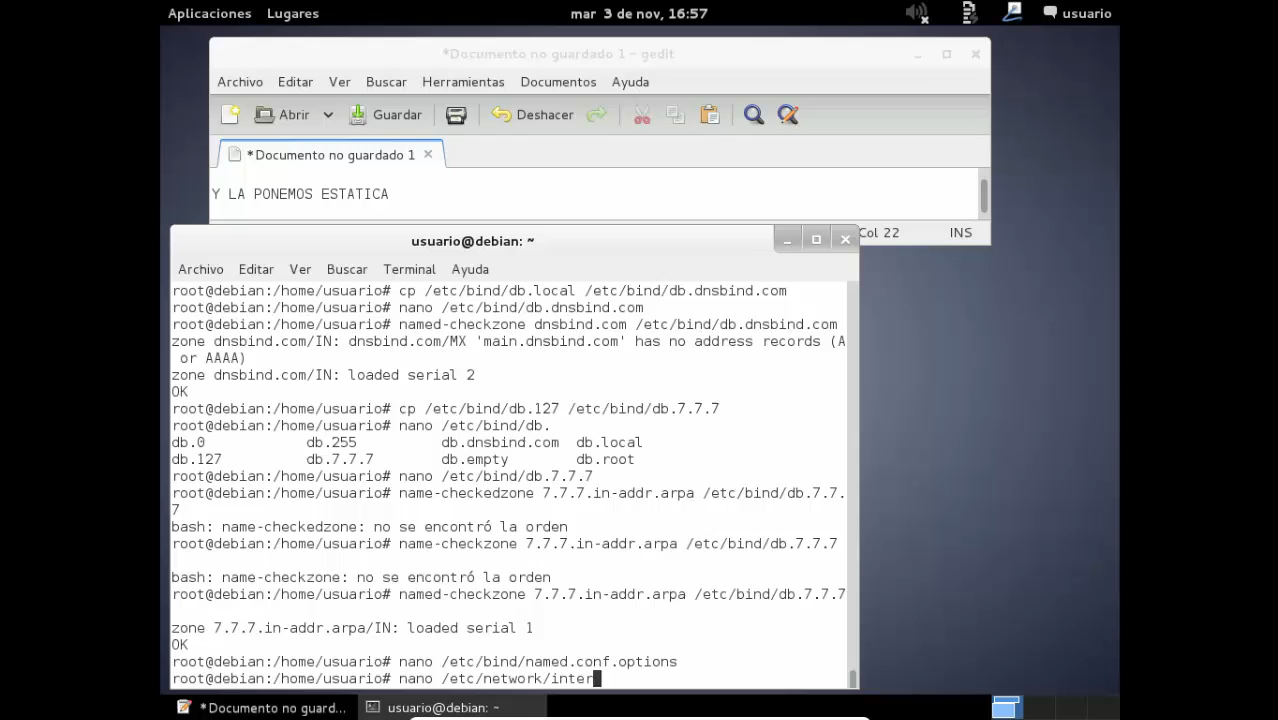 Aplicaciones Lugares mar 3 de nov, 16:57 usuario
*Documento no guardado 1 - gedit
Archivo Editar Ver Buscar Herramientas Documentos Ayuda
Abrir Guardar Deshacer
*Documento no guardado 1
Y LA PONEMOS ESTATICA
Col 22 INS
usuario@debian: ~
Archivo Editar Ver Buscar Terminal Ayuda
root@debian:/home/usuario# cp /etc/bind/db.local /etc/bind/db.dnsbind.com
root@debian:/home/usuario# nano /etc/bind/db.dnsbind.com
root@debian:/home/usuario# named-checkzone dnsbind.com /etc/bind/db.dnsbind.com
zone dnsbind.com/IN: dnsbind.com/MX 'main.dnsbind.com' has no address records (A
or AAAA)
zone dnsbind.com/IN: loaded serial 2
OK
root@debian:/home/usuario# cp /etc/bind/db.127 /etc/bind/db.7.7.7
root@debian:/home/usuario# nano /etc/bind/db.
db.0 db.255 db.dnsbind.com db.local
db.127 db.7.7.7 db.empty db.root
root@debian:/home/usuario# nano /etc/bind/db.7.7.7
root@debian:/home/usuario# name-checkedzone 7.7.7.in-addr.arpa /etc/bind/db.7.7.
7
bash: name-checkedzone: no se encontró la orden
root@debian:/home/usuario# name-checkzone 7.7.7.in-addr.arpa /etc/bind/db.7.7.7
bash: name-checkzone: no se encontró la orden
root@debian:/home/usuario# named-checkzone 7.7.7.in-addr.arpa /etc/bind/db.7.7.7
zone 7.7.7.in-addr.arpa/IN: loaded serial 1
OK
root@debian:/home/usuario# nano /etc/bind/named.conf.options
root@debian:/home/usuario# nano /etc/network/inter
*Documento no guard... usuario@debian: ~